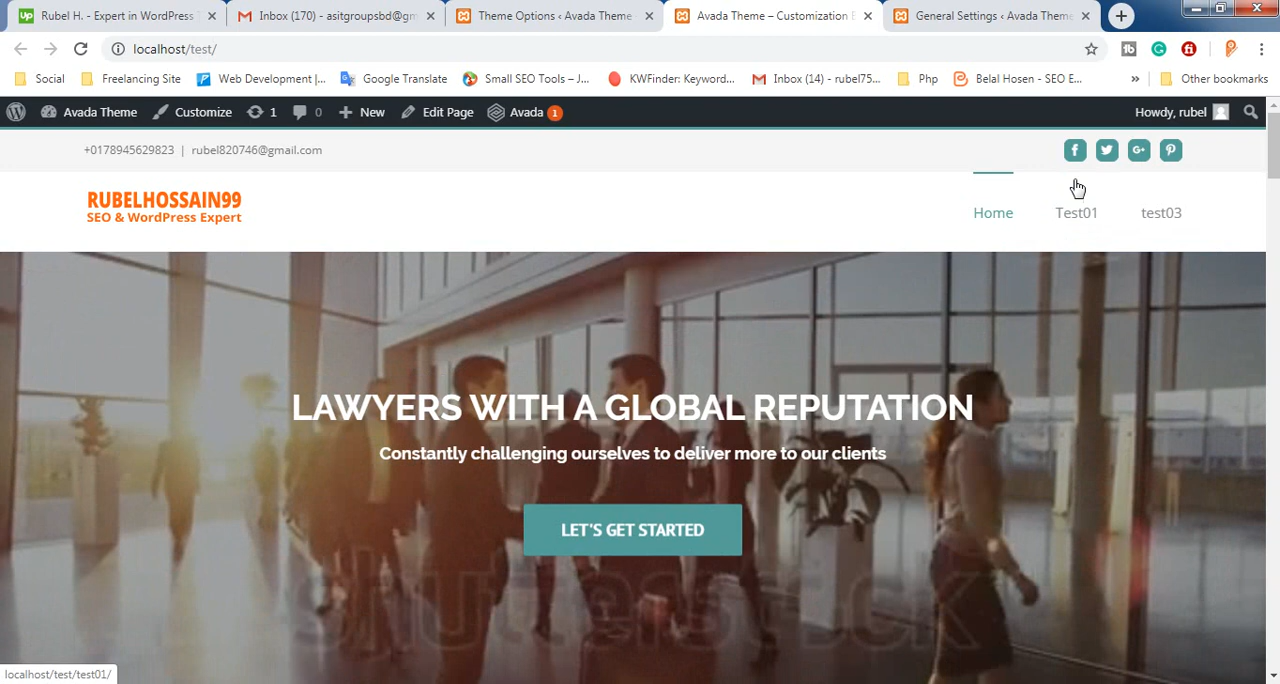 Rubel H. - Expert in WordPress T
Inbox (170) - asitgroupsbd@gm
Theme Options ‹ Avada Theme
Avada Theme – Customization E
General Settings ‹ Avada Theme
localhost/test/
Social
Freelancing Site
Web Development |...
Google Translate
Small SEO Tools – J...
KWFinder: Keyword...
Inbox (14) - rubel75...
Php
Belal Hosen - SEO E...
»
Other bookmarks
Avada Theme
Customize
1
0
New
Edit Page
Avada 1
Howdy, rubel
+0178945629823 | rubel820746@gmail.com
RUBELHOSSAIN99
SEO & WordPress Expert
Home
Test01
test03
LAWYERS WITH A GLOBAL REPUTATION
Constantly challenging ourselves to deliver more to our clients
LET'S GET STARTED
shutterstock
localhost/test/test01/